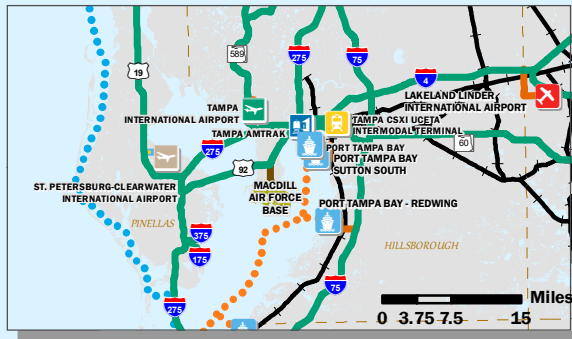 589
275
75
19
4
LAKELAND LINDER
INTERNATIONAL AIRPORT
TAMPA
INTERNATIONAL AIRPORT
TAMPA CSXI UCETA
INTERMODAL TERMINAL
TAMPA AMTRAK
60
275
PORT TAMPA BAY
PORT TAMPA BAY
SUTTON SOUTH
92
ST. PETERSBURG-CLEARWATER
INTERNATIONAL AIRPORT
MACDILL
AIR FORCE
BASE
PORT TAMPA BAY - REDWING
PINELLAS
375
HILLSBOROUGH
175
75
275
Miles
0 3.75 7.5 15